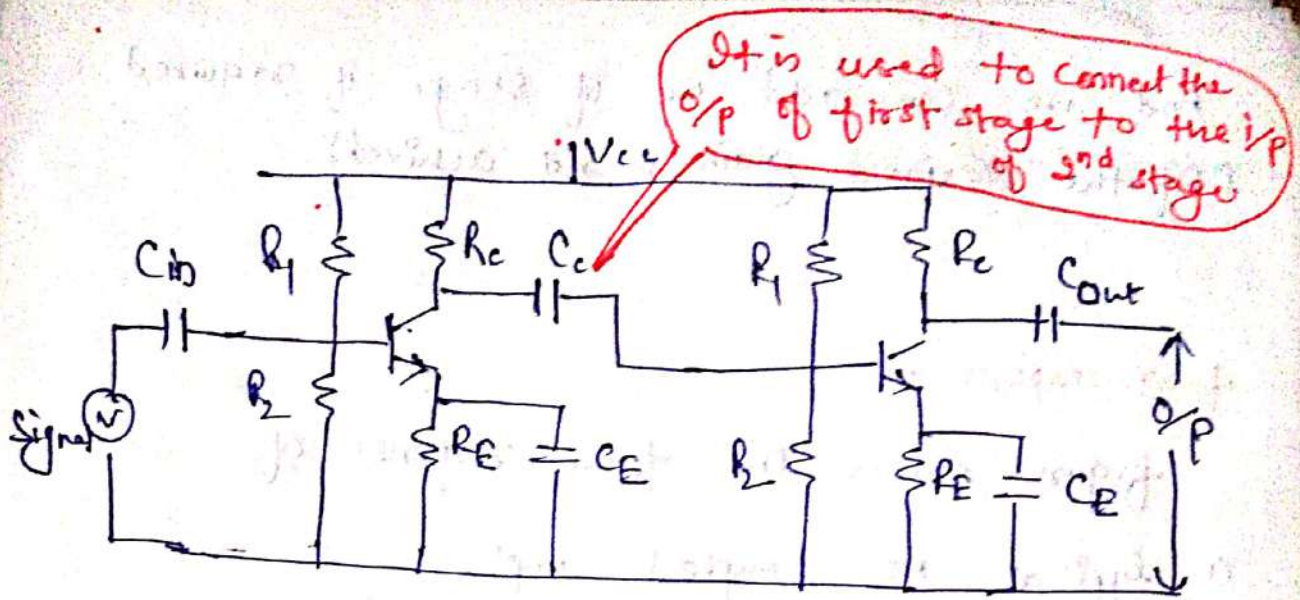 It is used to connect the
O/p of first stage to the i/p
of 2nd stage
Vcc
Cin
R1
Rc
Cc
R1
Rc
Cout
Signal
R2
RE
CE
R2
RE
CE
O/p